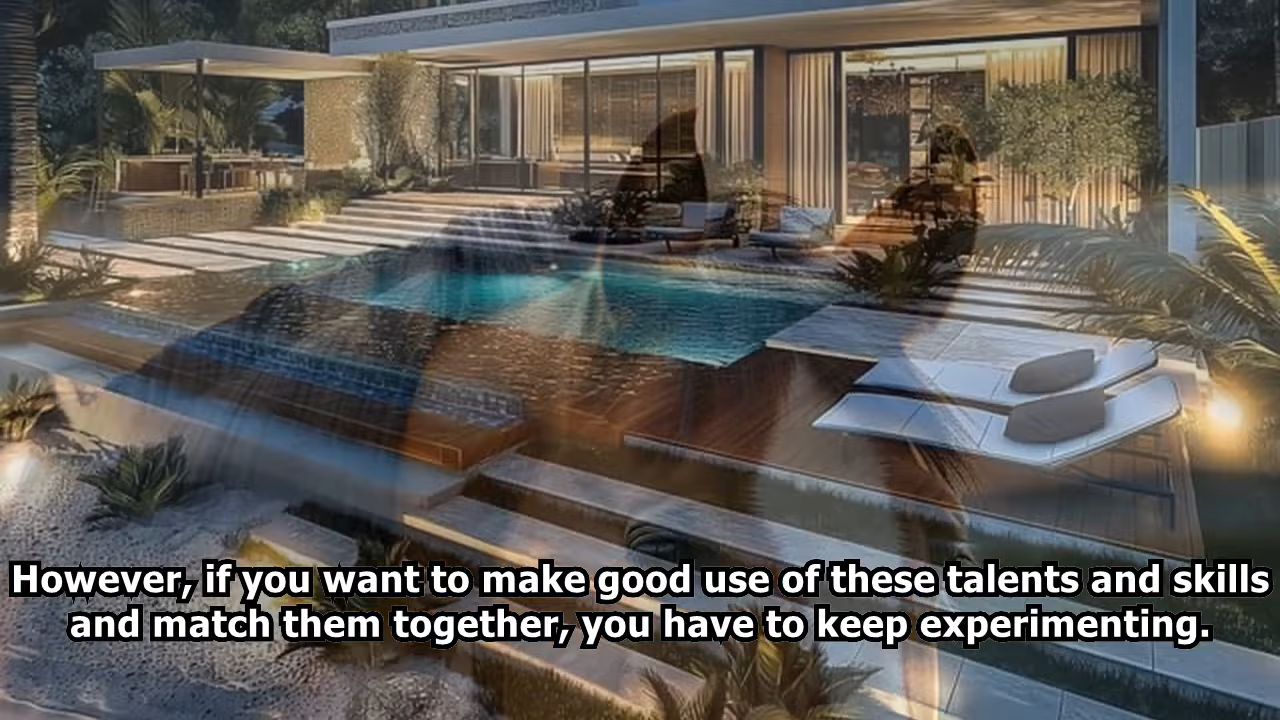 However, if you want to make good use of these talents and skills
and match them together, you have to keep experimenting.